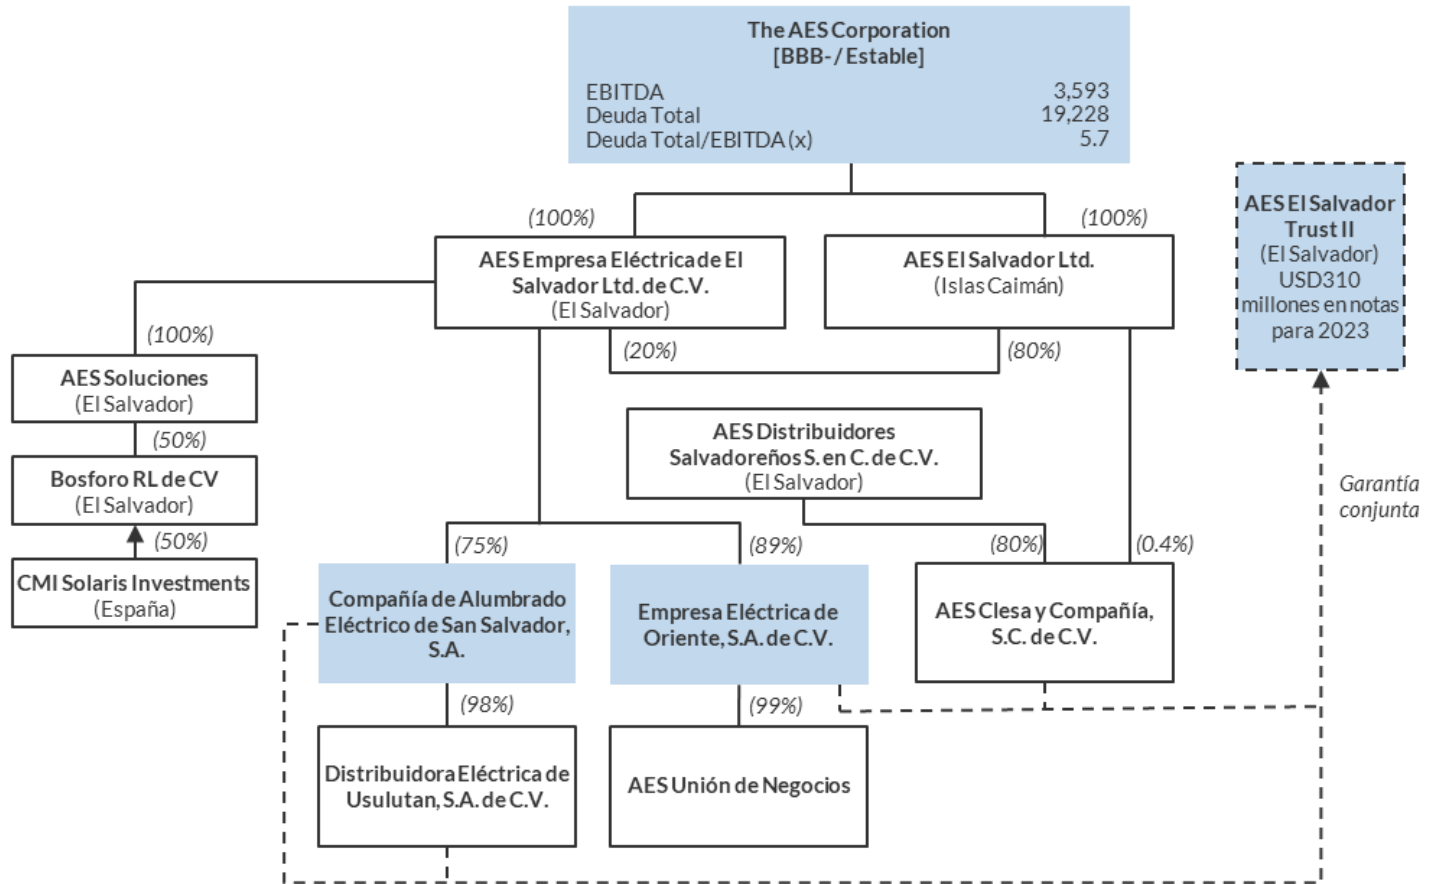 The AES Corporation
[BBB- / Estable]
EBITDA 3,593
Deuda Total 19,228
Deuda Total/EBITDA (x) 5.7
(100%)
(100%)
AES Empresa Eléctrica de El
Salvador Ltd. de C.V.
(El Salvador)
AES El Salvador Ltd.
(Islas Caimán)
AES El Salvador
Trust II
(El Salvador)
USD310
millones en notas
para 2023
(100%)
(20%)
(80%)
AES Soluciones
(El Salvador)
(50%)
Bosforo RL de CV
(El Salvador)
(50%)
CMI Solaris Investments
(España)
AES Distribuidores
Salvadoreños S. en C. de C.V.
(El Salvador)
Garantía
conjunta
(75%)
(89%)
(80%)
(0.4%)
Compañía de Alumbrado
Eléctrico de San Salvador,
S.A.
Empresa Eléctrica de
Oriente, S.A. de C.V.
AES Clesa y Compañía,
S.C. de C.V.
(98%)
(99%)
Distribuidora Eléctrica de
Usulutan, S.A. de C.V.
AES Unión de Negocios